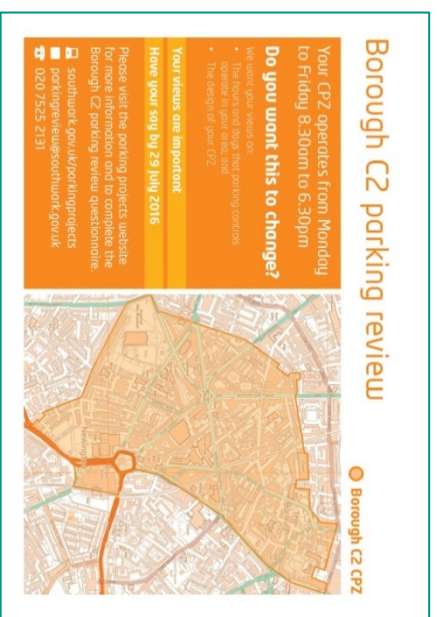 Borough C2 parking review
Your CPZ operates from Monday
to Friday 8.30am to 6.30pm
Do you want this to change?
We want your views on:
• The hours and days that parking controls
operate in your area; and
• The design of your CPZ
Your views are important
Have your say by 29 July 2016
Please visit the parking projects website
for more information and to complete the
Borough C2 parking review questionnaire.
southwark.gov.uk/parkingprojects
parkingreview@southwark.gov.uk
020 7525 2131
Borough C2 CPZ